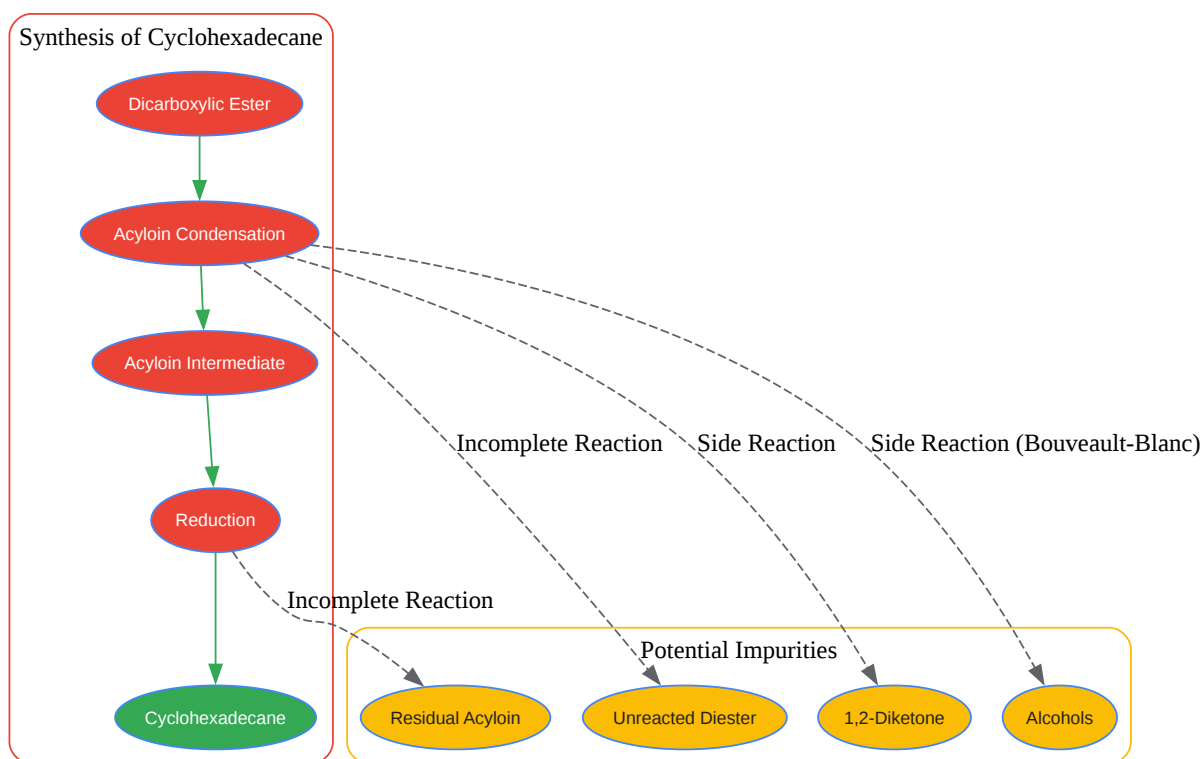 Synthesis of Cyclohexadecane
Dicarboxylic Ester
Acyloin Condensation
Acyloin Intermediate
Incomplete Reaction
Side Reaction
Side Reaction (Bouveault-Blanc)
Reduction
Incomplete Reaction
Potential Impurities
Cyclohexadecane
Residual Acyloin
Unreacted Diester
1,2-Diketone
Alcohols